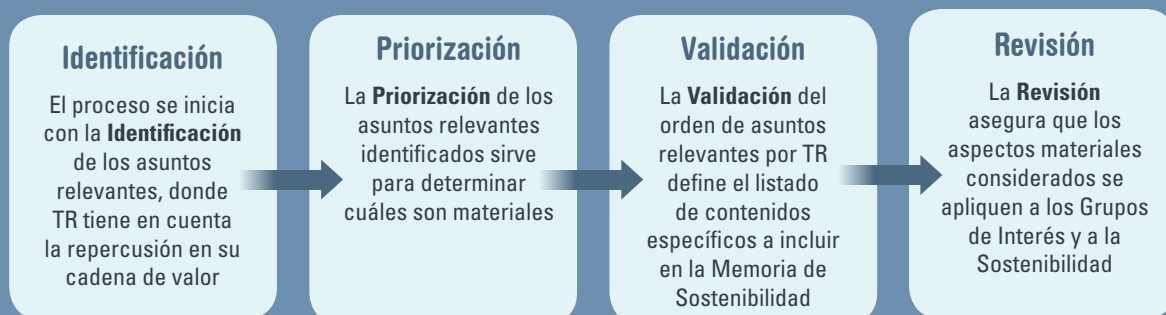 Identificación
El proceso se inicia
con la Identificación
de los asuntos
relevantes, donde
TR tiene en cuenta
la repercusión en su
cadena de valor
Priorización
La Priorización de los
asuntos relevantes
identificados sirve
para determinar
cuáles son materiales
Validación
La Validación del
orden de asuntos
relevantes por TR
define el listado
de contenidos
específicos a incluir
en la Memoria de
Sostenibilidad
Revisión
La Revisión
asegura que los
aspectos materiales
considerados se
apliquen a los Grupos
de Interés y a la
Sostenibilidad